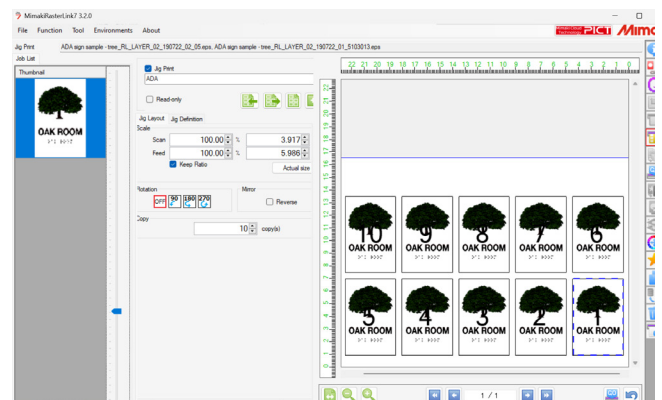 MimakiRasterLink7 3.2.0
File Function Tool Environments About
Mimaki Cloud Technology PICT Mima
Jig Print ADA sign sample - tree_RL_LAYER_02_190722_02_05.eps, ADA sign sample - tree_RL_LAYER_02_190722_01_5103013.eps
Job List
Thumbnail
OAK ROOM
Jig Print
ADA
Read-only
Jig Layout Jig Definition
Scale
Scan 100.00 % 3.917
Feed 100.00 % 5.986
Keep Ratio
Actual size
Rotation
OFF 90 180 270
Mirror
Reverse
Copy
10 copy(s)
22 21 20 19 18 17 16 15 14 13 12 11 10 9 8 7 6 5 4 3 2 1 0
10 9 8 7 6
OAK ROOM OAK ROOM OAK ROOM OAK ROOM OAK ROOM
5 4 3 2 1
OAK ROOM OAK ROOM OAK ROOM OAK ROOM OAK ROOM
1 / 1